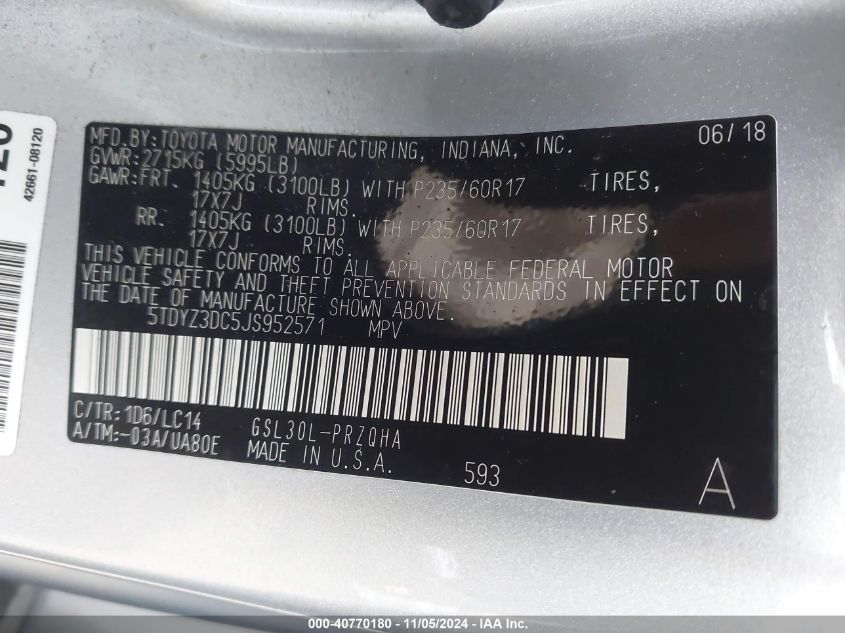 MFD.BY:TOYOTA MOTOR MANUFACTURING, INDIANA, INC. 06/18
GVWR:2715KG (5995LB)
GAWR:FRT. 1405KG (3100LB) WITH P235/60R17 TIRES,
17X7J RIMS.
RR. 1405KG (3100LB) WITH P235/60R17 TIRES,
17X7J RIMS.
THIS VEHICLE CONFORMS TO ALL APPLICABLE FEDERAL MOTOR
VEHICLE SAFETY AND THEFT PREVENTION STANDARDS IN EFFECT ON
THE DATE OF MANUFACTURE SHOWN ABOVE.
5TDYZ3DC5JS952571 MPV
C/TR:1D6/LC14 GSL30L-PRZQHA
A/TM:-03A/UA80E MADE IN U.S.A. 593 A
42661-08120
000-40770180 - 11/05/2024 - IAA Inc.